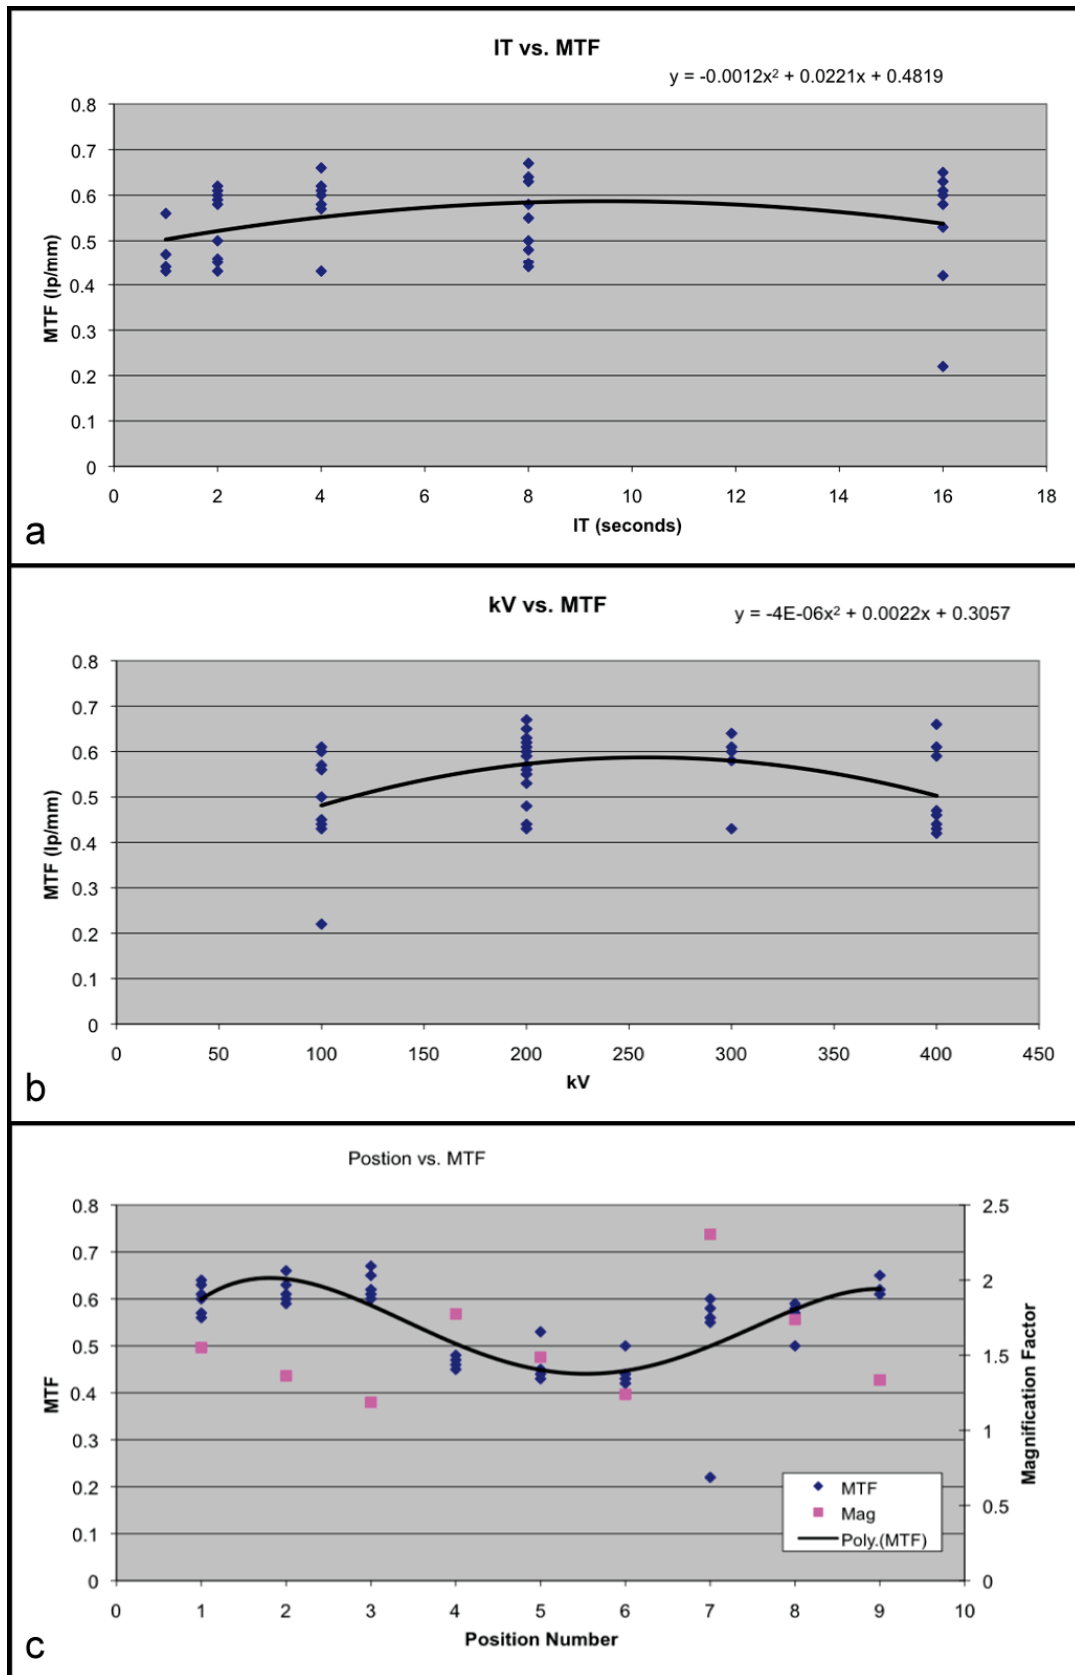 IT vs. MTF
y = -0.0012x² + 0.0221x + 0.4819
0.8
0.7
0.6
0.5
0.4
0.3
0.2
0.1
0
MTF (lp/mm)
0 2 4 6 8 10 12 14 16 18
IT (seconds)
a
kV vs. MTF
y = -4E-06x² + 0.0022x + 0.3057
0.8
0.7
0.6
0.5
0.4
0.3
0.2
0.1
0
MTF (lp/mm)
0 50 100 150 200 250 300 350 400 450
kV
b
Postion vs. MTF
0.8
0.7
0.6
0.5
0.4
0.3
0.2
0.1
0
MTF
2.5
2
1.5
1
0.5
0
Magnification Factor
MTF
Mag
Poly.(MTF)
0 1 2 3 4 5 6 7 8 9 10
Position Number
c